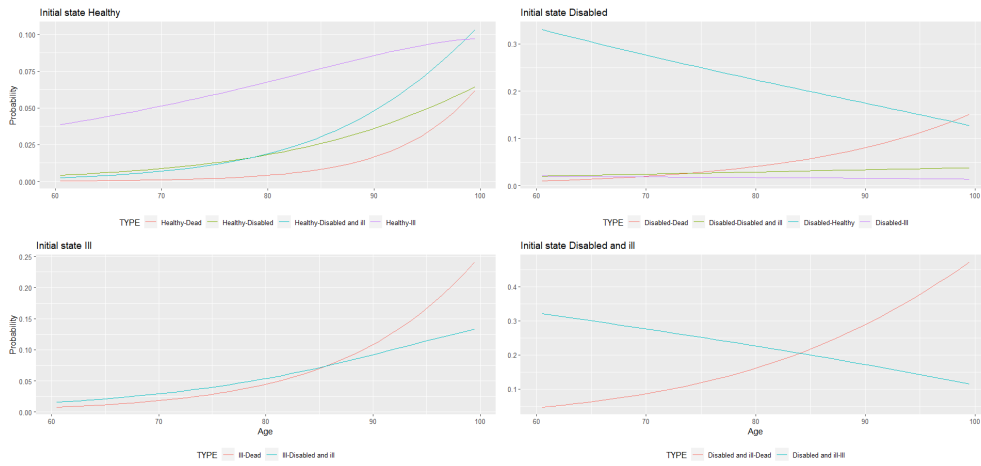 Initial state Healthy
Probability
0.100
0.075
0.050
0.025
0.000
60 70 80 90 100
TYPE Healthy-Dead Healthy-Disabled Healthy-Disabled and ill Healthy-Ill
Initial state Disabled
0.3
0.2
0.1
0.0
60 70 80 90 100
TYPE Disabled-Dead Disabled-Disabled and ill Disabled-Healthy Disabled-Ill
Initial state Ill
Probability
0.25
0.20
0.15
0.10
0.05
0.00
60 70 80 90 100
Age
TYPE Ill-Dead Ill-Disabled and ill
Initial state Disabled and ill
0.4
0.3
0.2
0.1
60 70 80 90 100
Age
TYPE Disabled and ill-Dead Disabled and ill-Ill